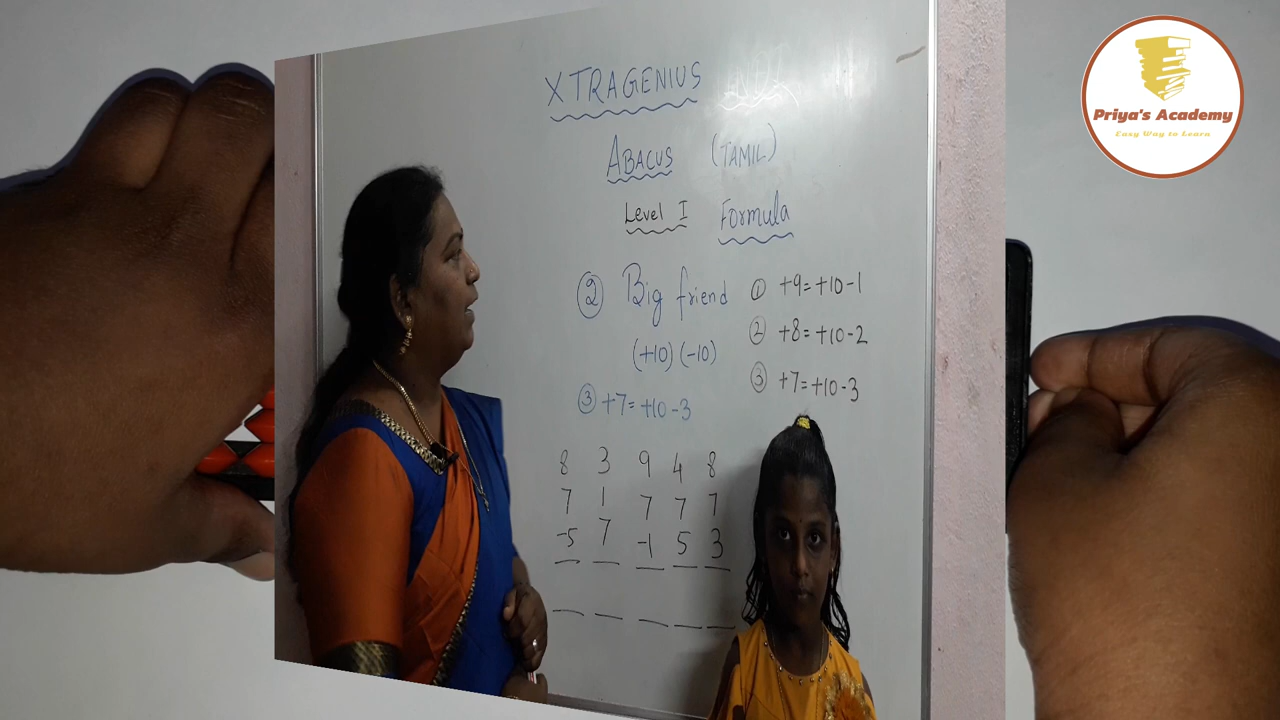 XTRAGENIUS
ABACUS (TAMIL)
Level I Formula
② Big friend
(+10) (-10)
③ +7= +10-3
① +9= +10-1
② +8= +10-2
③ +7= +10-3
8 3 9 4 8
7 1 7 7 7
-5 7 -1 5 3
Priya's Academy
Easy Way to Learn